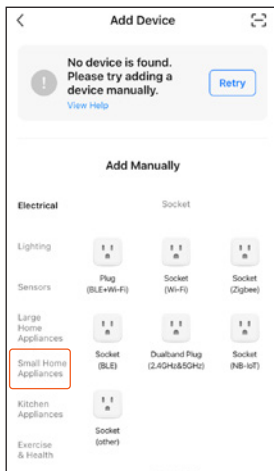 Add Device
No device is found.
Please try adding a
device manually.
View Help
Retry
Add Manually
Electrical
Socket
Lighting
Sensors
Large
Home
Appliances
Small Home
Appliances
Kitchen
Appliances
Exercise
& Health
Plug
(BLE+Wi-Fi)
Socket
(Wi-Fi)
Socket
(Zigbee)
Socket
(BLE)
Dualband Plug
(2.4GHz&5GHz)
Socket
(NB-IoT)
Socket
(other)